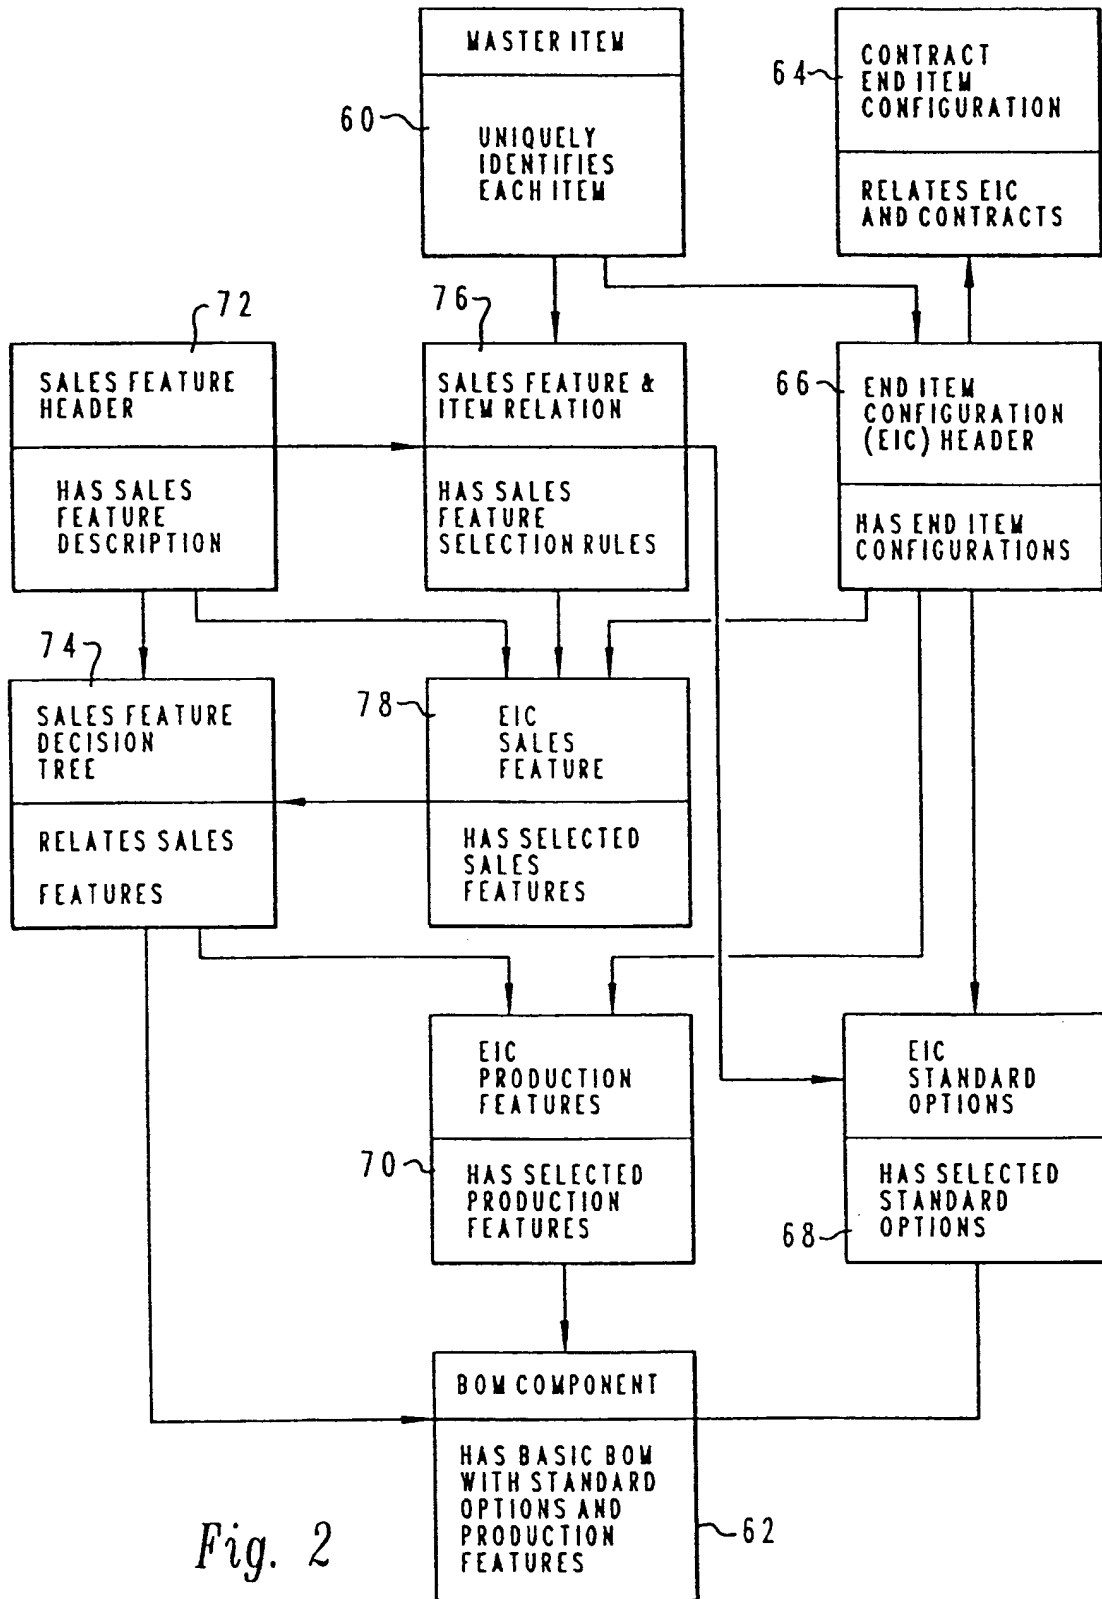 MASTER ITEM
60
UNIQUELY
IDENTIFIES
EACH ITEM
64
CONTRACT
END ITEM
CONFIGURATION
RELATES EIC
AND CONTRACTS
72
SALES FEATURE
HEADER
HAS SALES
FEATURE
DESCRIPTION
76
SALES FEATURE &
ITEM RELATION
HAS SALES
FEATURE
SELECTION RULES
66
END ITEM
CONFIGURATION
(EIC) HEADER
HAS END ITEM
CONFIGURATIONS
74
SALES FEATURE
DECISION
TREE
RELATES SALES
FEATURES
78
EIC
SALES
FEATURE
HAS SELECTED
SALES
FEATURES
EIC
PRODUCTION
FEATURES
70
HAS SELECTED
PRODUCTION
FEATURES
EIC
STANDARD
OPTIONS
HAS SELECTED
STANDARD
OPTIONS
68
BOM COMPONENT
HAS BASIC BOM
WITH STANDARD
OPTIONS AND
PRODUCTION
FEATURES
62
Fig. 2